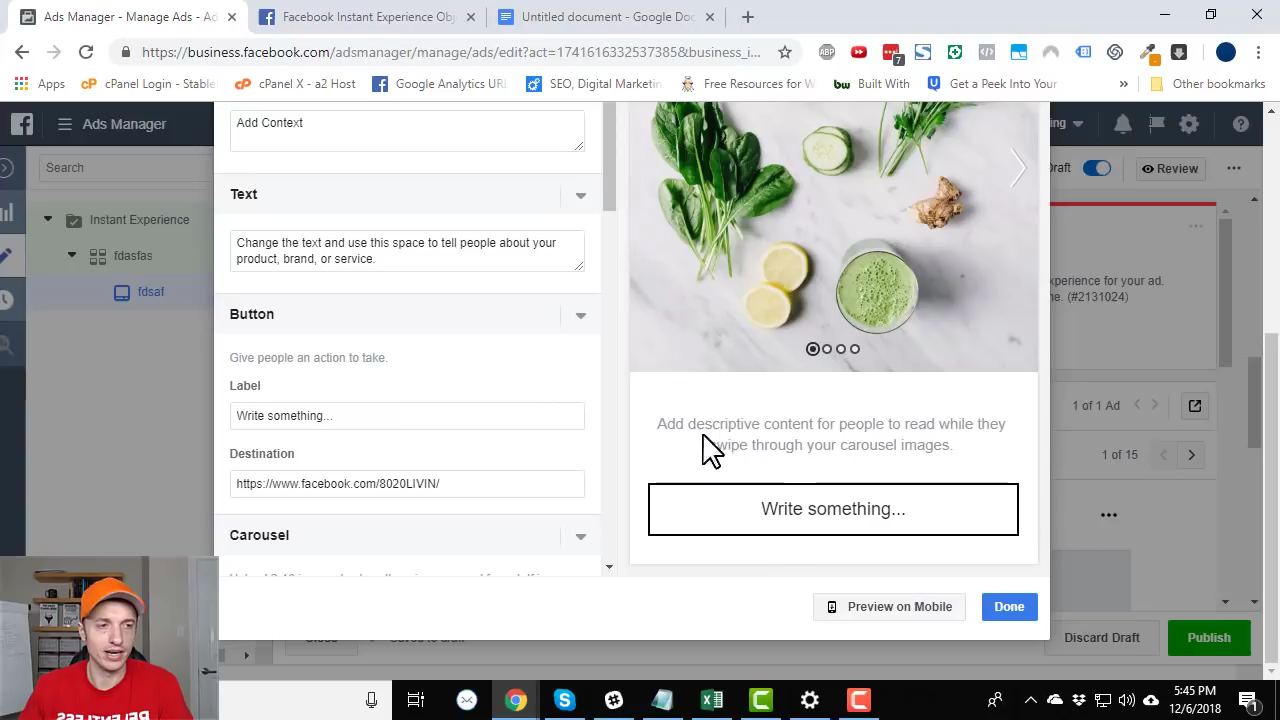 Ads Manager - Manage Ads - Ad
Facebook Instant Experience Obj
Untitled document - Google Doc
https://business.facebook.com/adsmanager/manage/ads/edit?act=1741616332537385&business_i...
ABP
7
Apps
cPanel Login - Stable
cPanel X - a2 Host
Google Analytics URL
SEO, Digital Marketin
Free Resources for W
Built With
Get a Peek Into Your
Other bookmarks
Ads Manager
Search
Instant Experience
fdasfas
fdsaf
Add Context
Text
Change the text and use this space to tell people about your
product, brand, or service.
Button
Give people an action to take.
Label
Write something...
Destination
https://www.facebook.com/8020LIVIN/
Carousel
Add descriptive content for people to read while they
swipe through your carousel images.
Write something...
Preview on Mobile
Done
Review
xperience for your ad.
ne. (#2131024)
1 of 1 Ad
1 of 15
Close
Discard Draft
Publish
RELENTLESS
5:45 PM
12/6/2018
1